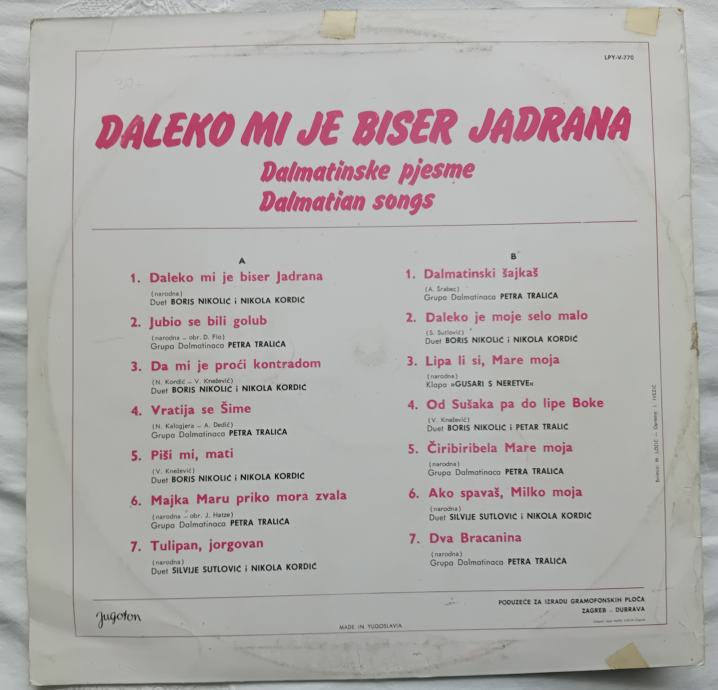 30-
LPY-V-770
DALEKO MI JE BISER JADRANA
Dalmatinske pjesme
Dalmatian songs
A
1. Daleko mi je biser Jadrana
(narodna)
Duet BORIS NIKOLIĆ i NIKOLA KORDIĆ
2. Jubio se bili golub
(narodna – obr. D. Fio)
Grupa Dalmatinaca PETRA TRALIĆA
3. Da mi je proći kontradom
(N. Kordić – V. Knežević)
Duet BORIS NIKOLIĆ i NIKOLA KORDIĆ
4. Vratija se Šime
(N. Kalogjera – A. Dedić)
Grupa Dalmatinaca PETRA TRALIĆA
5. Piši mi, mati
(V. Knežević)
Duet BORIS NIKOLIĆ i NIKOLA KORDIĆ
6. Majka Maru priko mora zvala
(narodna – obr. J. Hatze)
Grupa Dalmatinaca PETRA TRALIĆA
7. Tulipan, jorgovan
(narodna)
Duet SILVIJE SUTLOVIĆ i NIKOLA KORDIĆ
B
1. Dalmatinski šajkaš
(A. Srabec)
Grupa Dalmatinaca PETRA TRALIĆA
2. Daleko je moje selo malo
(S. Sutlović)
Duet BORIS NIKOLIĆ i NIKOLA KORDIĆ
3. Lipa li si, Mare moja
(narodna)
Klapa »GUSARI S NERETVE«
4. Od Sušaka pa do lipe Boke
(V. Knežević)
Duet BORIS NIKOLIĆ i PETAR TRALIĆ
5. Ćiribiribela Mare moja
(narodna)
Grupa Dalmatinaca PETRA TRALIĆA
6. Ako spavaš, Milko moja
(narodna)
Duet SILVIJE SUTLOVIĆ i NIKOLA KORDIĆ
7. Dva Bracanina
(narodna)
Grupa Dalmatinaca PETRA TRALIĆA
Jugoton
MADE IN YUGOSLAVIA
PODUZEĆE ZA IZRADU GRAMOFONSKIH PLOČA
ZAGREB – DUBRAVA